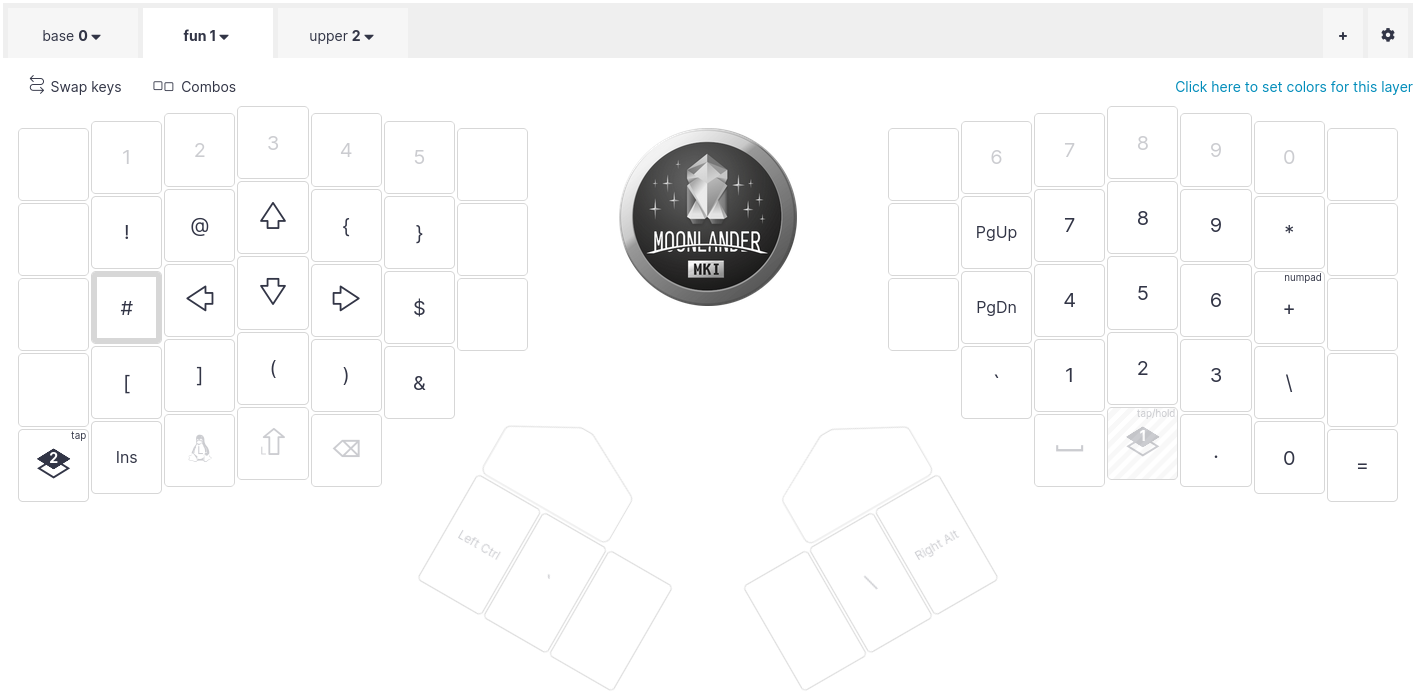 base 0 fun 1 upper 2 +
Swap keys Combos Click here to set colors for this layer
1 2 3 4 5 6 7 8 9 0
! @ { } PgUp 7 8 9 *
# $ PgDn 4 5 6 numpad +
[ ] ( ) & ` 1 2 3 \
tap 2 Ins L L tap/hold 1 . 0 =
MOONLANDER
MKI
Left Ctrl ' \ Right Alt